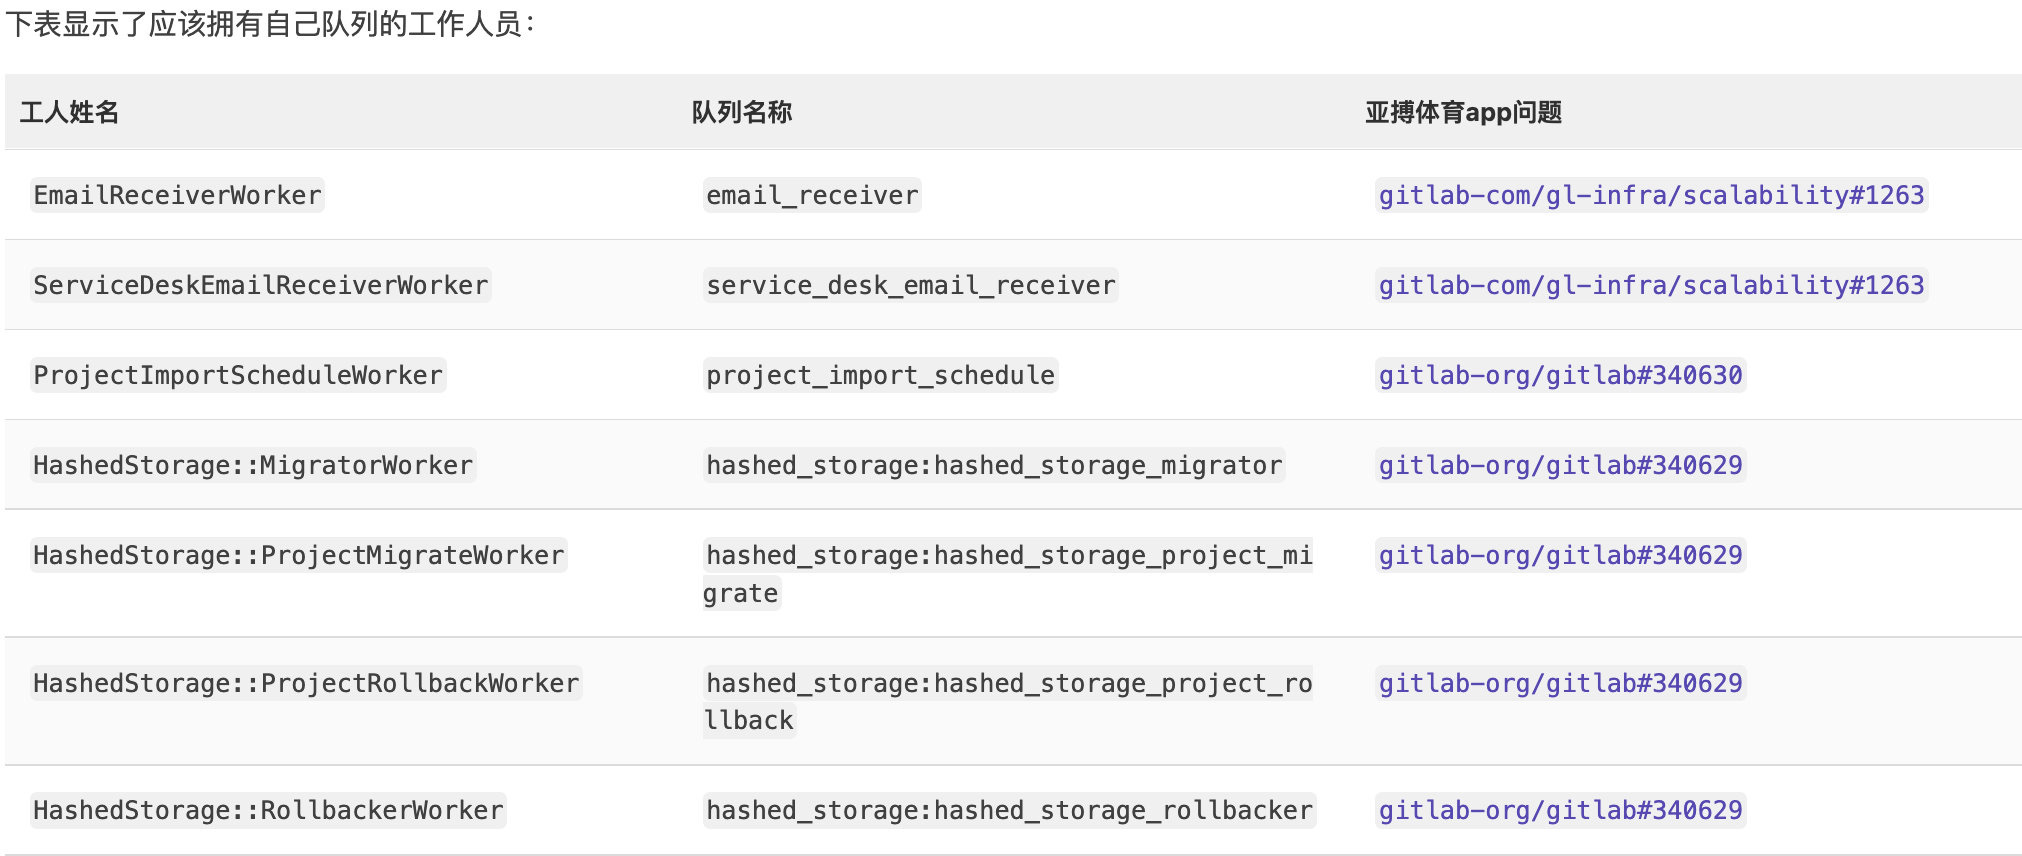 下表显示了应该拥有自己队列的工作人员：
工人姓名 队列名称 亚搏体育app问题
EmailReceiverWorker email_receiver gitlab-com/gl-infra/scalability#1263
ServiceDeskEmailReceiverWorker service_desk_email_receiver gitlab-com/gl-infra/scalability#1263
ProjectImportScheduleWorker project_import_schedule gitlab-org/gitlab#340630
HashedStorage::MigratorWorker hashed_storage:hashed_storage_migrator gitlab-org/gitlab#340629
HashedStorage::ProjectMigrateWorker hashed_storage:hashed_storage_project_mi gitlab-org/gitlab#340629
grate
HashedStorage::ProjectRollbackWorker hashed_storage:hashed_storage_project_ro gitlab-org/gitlab#340629
llback
HashedStorage::RollbackerWorker hashed_storage:hashed_storage_rollbacker gitlab-org/gitlab#340629